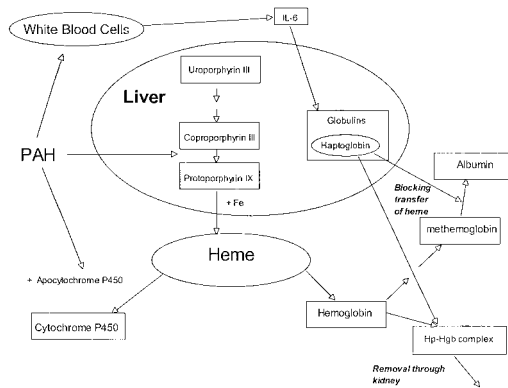 White Blood Cells
IL-6
Uroporphyrin III
Liver
Globulins
Coproporphyrin III
Haptoglobin
PAH
Albumin
Protoporphyin IX
Blocking
transfer
of heme
+ Fe
methemoglobin
Heme
+ Apocytochrome P450
Hemoglobin
Cytochrome P450
Hp-Hgb complex
Removal through
kidney